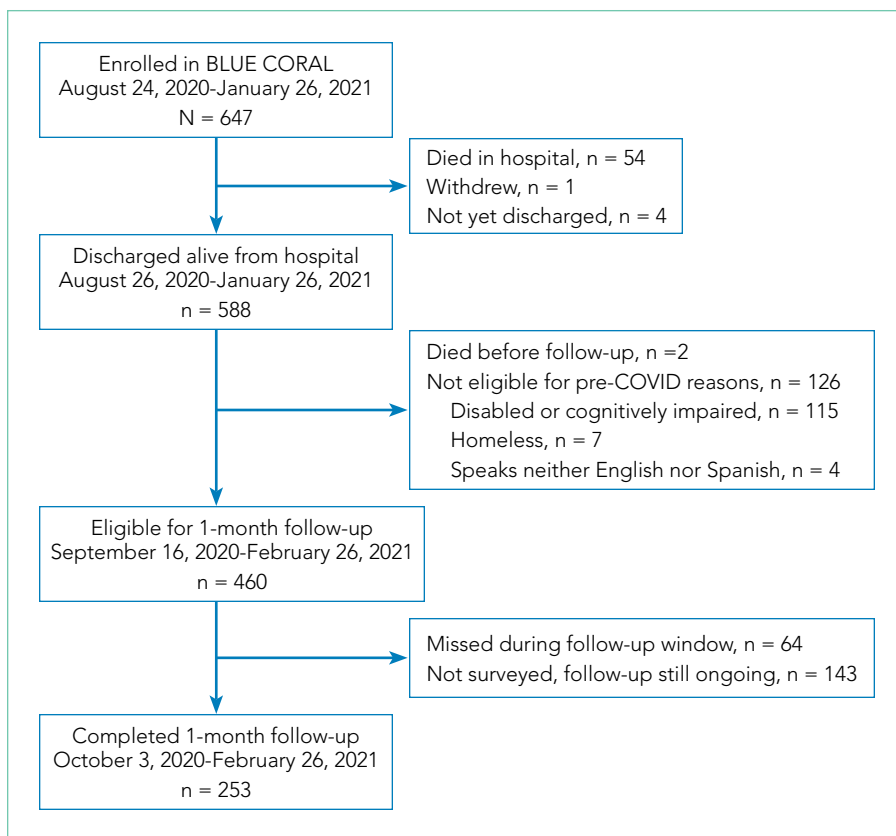 Enrolled in BLUE CORAL
August 24, 2020-January 26, 2021
N = 647
Died in hospital, n = 54
Withdrew, n = 1
Not yet discharged, n = 4
Discharged alive from hospital
August 26, 2020-January 26, 2021
n = 588
Died before follow-up, n =2
Not eligible for pre-COVID reasons, n = 126
Disabled or cognitively impaired, n = 115
Homeless, n = 7
Speaks neither English nor Spanish, n = 4
Eligible for 1-month follow-up
September 16, 2020-February 26, 2021
n = 460
Missed during follow-up window, n = 64
Not surveyed, follow-up still ongoing, n = 143
Completed 1-month follow-up
October 3, 2020-February 26, 2021
n = 253